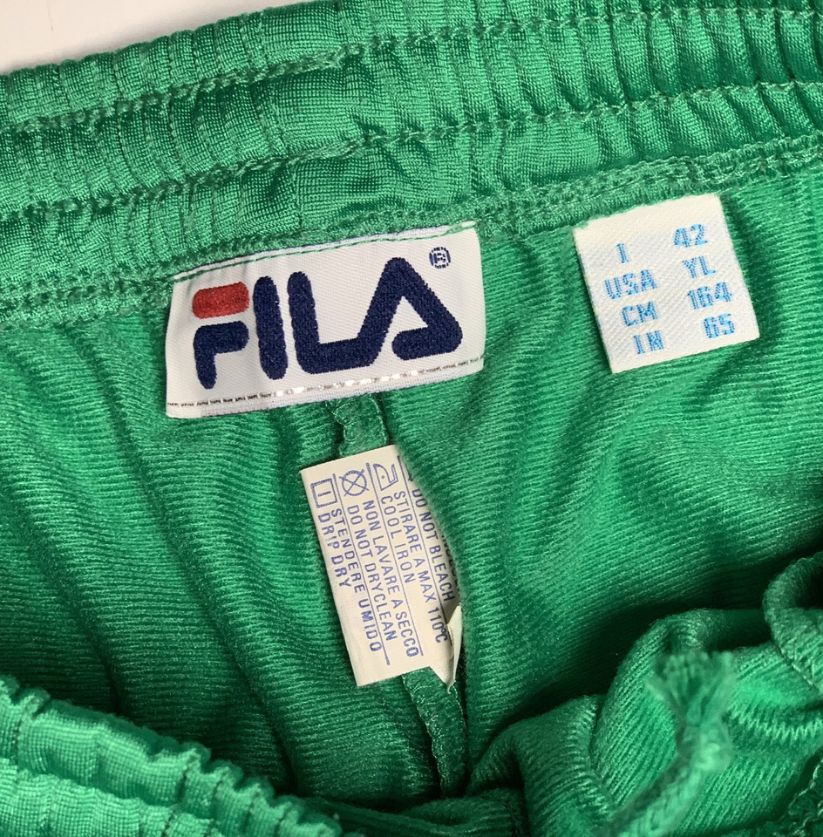 FILA®
I 42
USA YL
CM 164
IN 65
DO NOT BLEACH
STIRARE A MAX 110°C
COOL IRON
NON LAVARE A SECCO
DO NOT DRYCLEAN
STENDERE UMIDO
DRIP DRY